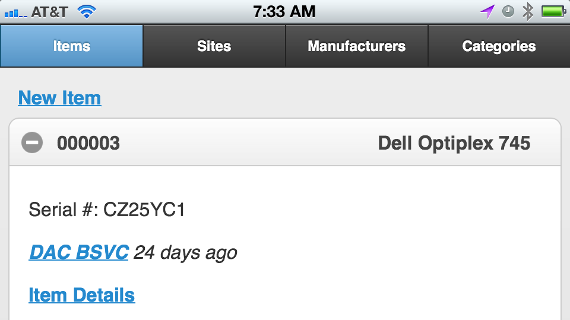 AT&T 7:33 AM
Items Sites Manufacturers Categories
New Item
000003 Dell Optiplex 745
Serial #: CZ25YC1
DAC BSVC 24 days ago
Item Details